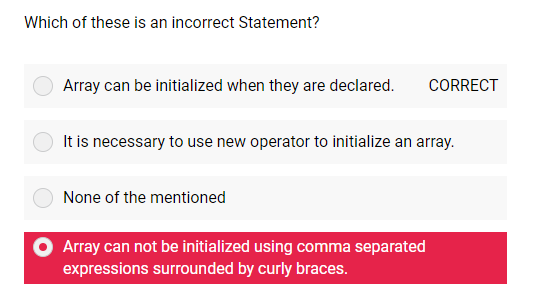 Which of these is an incorrect Statement?
Array can be initialized when they are declared. CORRECT
It is necessary to use new operator to initialize an array.
None of the mentioned
Array can not be initialized using comma separated
expressions surrounded by curly braces.